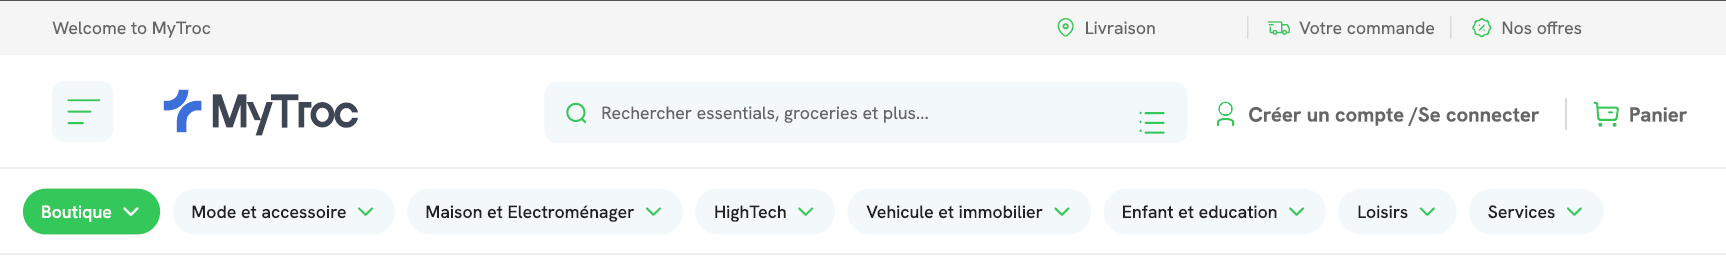 Welcome to MyTroc
Livraison
Votre commande
Nos offres
MyTroc
Rechercher essentials, groceries et plus...
Créer un compte /Se connecter
Panier
Boutique
Mode et accessoire
Maison et Electroménager
HighTech
Vehicule et immobilier
Enfant et education
Loisirs
Services